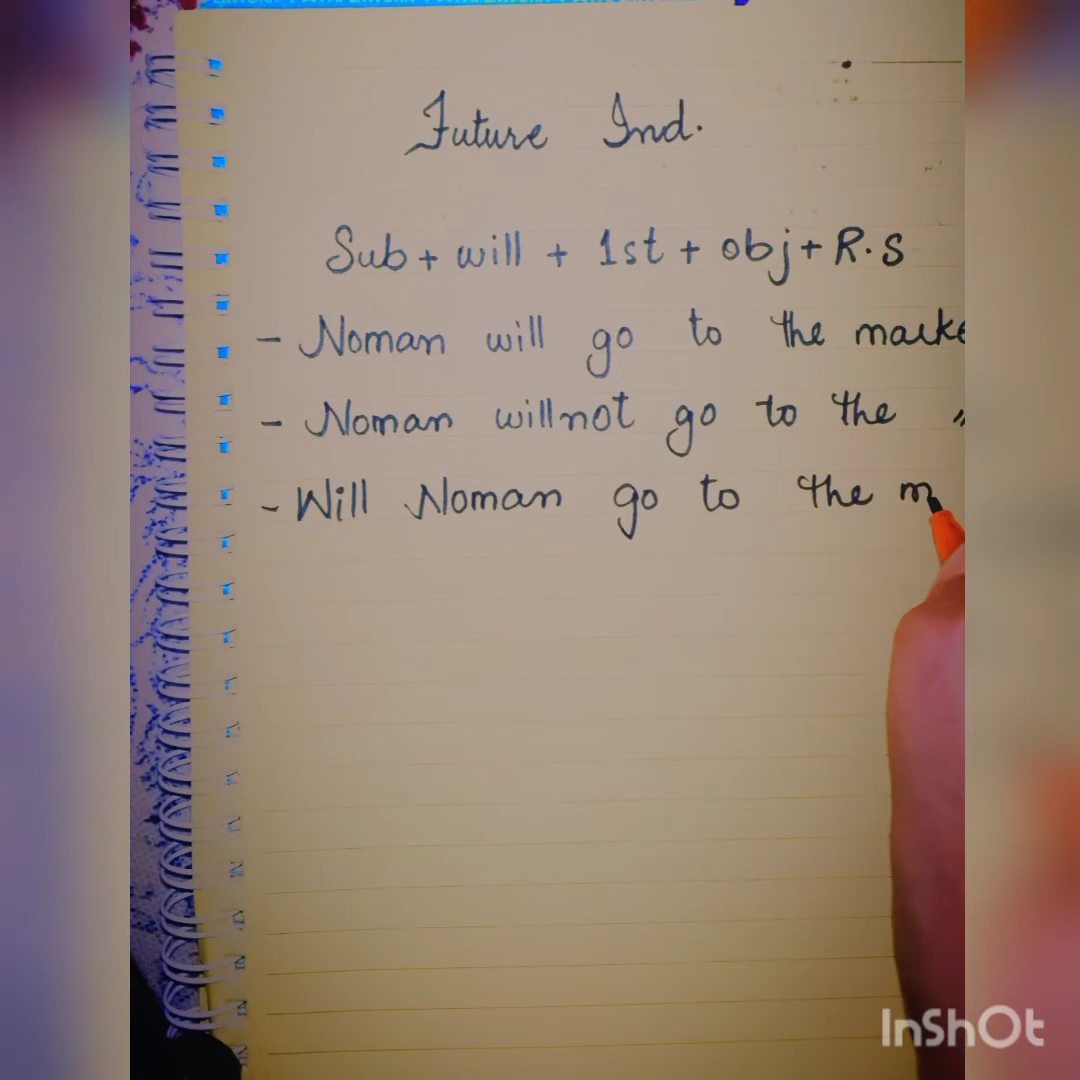 Future Ind.
Sub + will + 1st + obj + R.S
- Noman will go to the marke
- Noman willnot go to the "
- Will Noman go to the m
InShOt